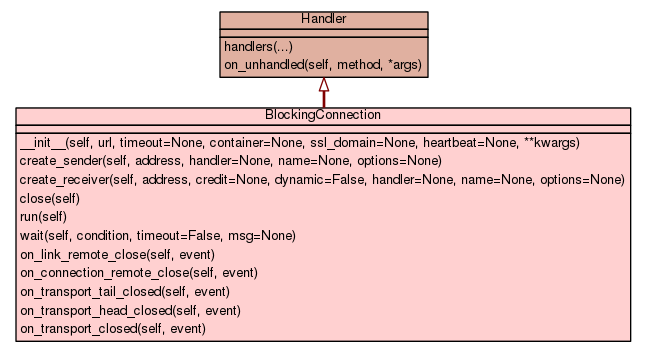 Handler
handlers(...)
on_unhandled(self, method, *args)
BlockingConnection
__init__(self, url, timeout=None, container=None, ssl_domain=None, heartbeat=None, **kwargs)
create_sender(self, address, handler=None, name=None, options=None)
create_receiver(self, address, credit=None, dynamic=False, handler=None, name=None, options=None)
close(self)
run(self)
wait(self, condition, timeout=False, msg=None)
on_link_remote_close(self, event)
on_connection_remote_close(self, event)
on_transport_tail_closed(self, event)
on_transport_head_closed(self, event)
on_transport_closed(self, event)